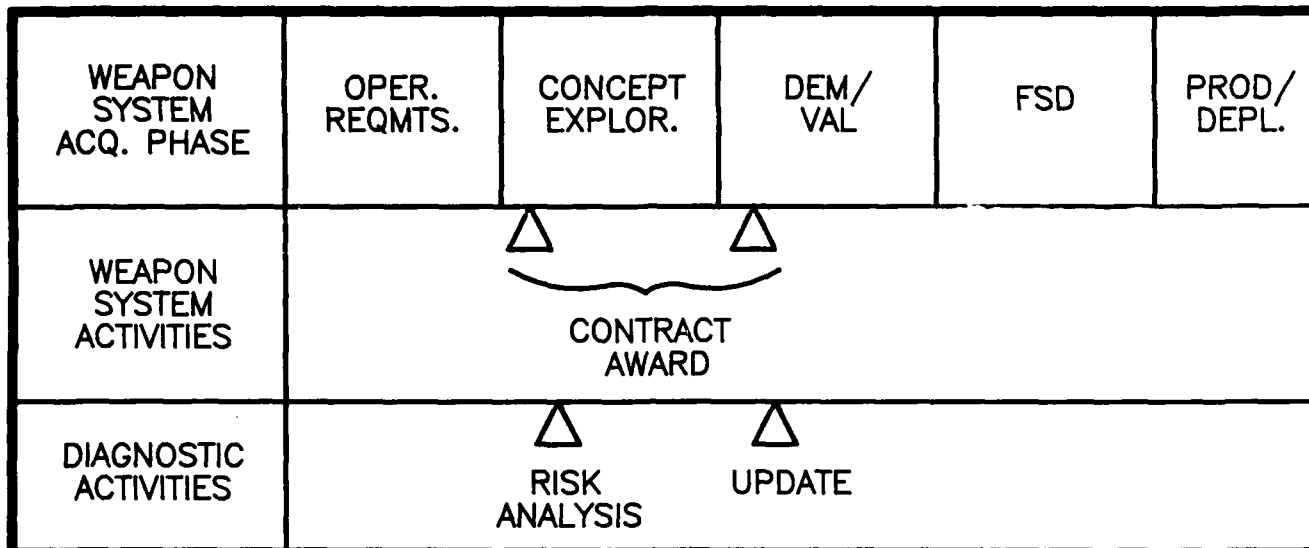 WEAPON
SYSTEM
ACQ. PHASE
OPER.
REQMTS.
CONCEPT
EXPLOR.
DEM/
VAL
FSD
PROD/
DEPL.
WEAPON
SYSTEM
ACTIVITIES
CONTRACT
AWARD
DIAGNOSTIC
ACTIVITIES
RISK
ANALYSIS
UPDATE